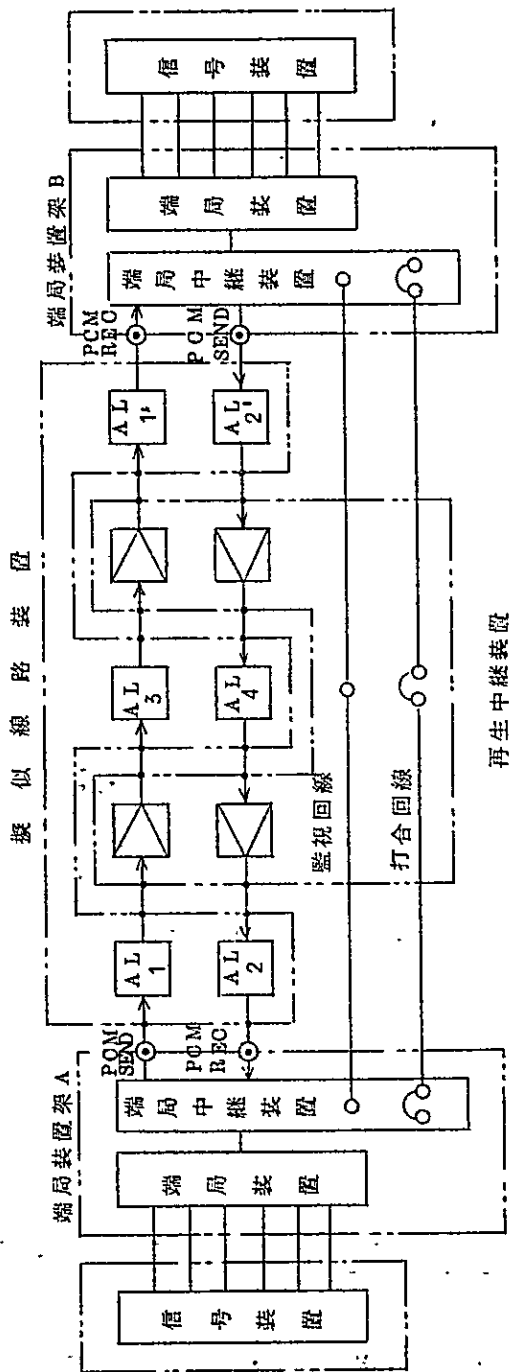 擬似線路装置
端局装置架A
端局装置架B
信号装置
端局装置
端局中継装置
PCM SEND
PCM REC
AL 1
AL 2
AL 3
AL 4
AL 1'
AL 2'
PCM REC
PCM SEND
端局中継装置
端局装置
信号装置
監視回線
打合回線
再生中継装置